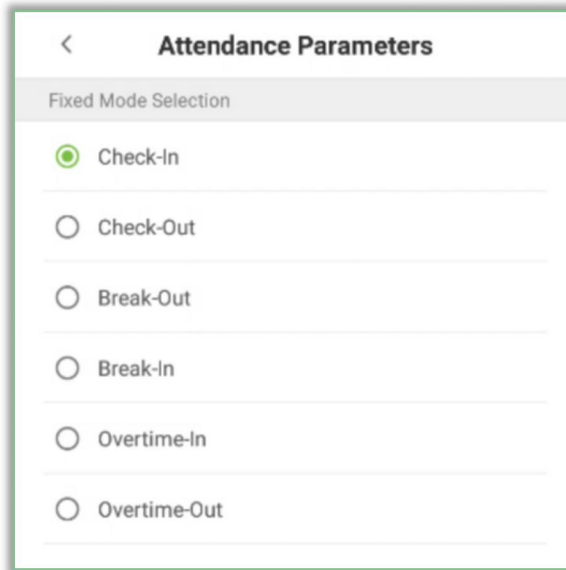 Attendance Parameters
Fixed Mode Selection
Check-In
Check-Out
Break-Out
Break-In
Overtime-In
Overtime-Out